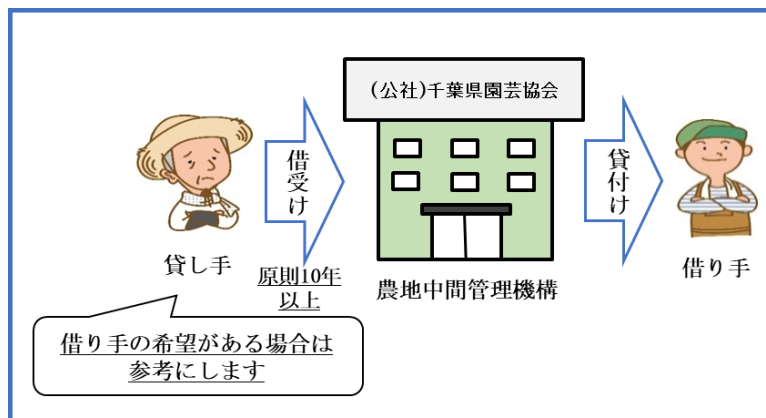 (公社)千葉県園芸協会
借受け
貸付け
貸し手
原則10年
以上
農地中間管理機構
借り手
借り手の希望がある場合は
参考にします